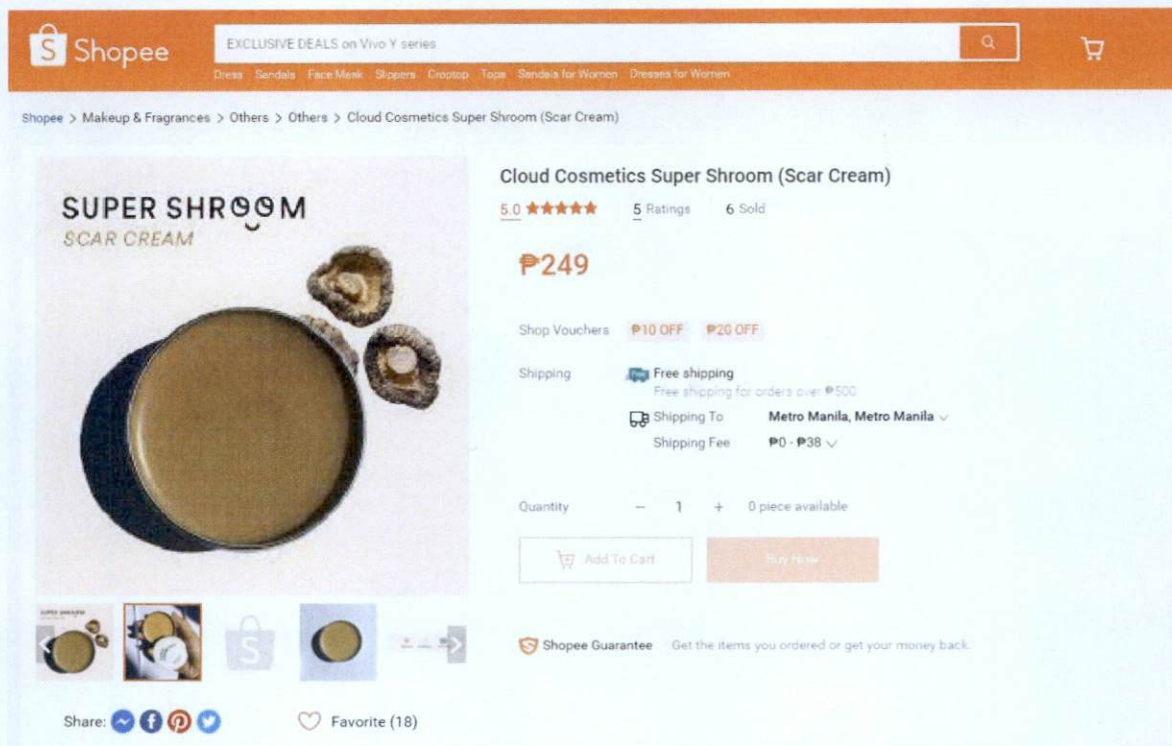 Shopee
EXCLUSIVE DEALS on Vivo Y series
Dress Sandals Face Mask Slippers Croptop Tops Sandals for Women Dresses for Women
Shopee > Makeup & Fragrances > Others > Others > Cloud Cosmetics Super Shroom (Scar Cream)
SUPER SHROOM
SCAR CREAM
Cloud Cosmetics Super Shroom (Scar Cream)
5.0 5 Ratings 6 Sold
₱249
Shop Vouchers ₱10 OFF ₱20 OFF
Shipping Free shipping
Free shipping for orders over ₱500
Shipping To Metro Manila, Metro Manila
Shipping Fee ₱0 - ₱38
Quantity − 1 + 0 piece available
Add To Cart Buy Now
Shopee Guarantee Get the items you ordered or get your money back.
Share: Favorite (18)